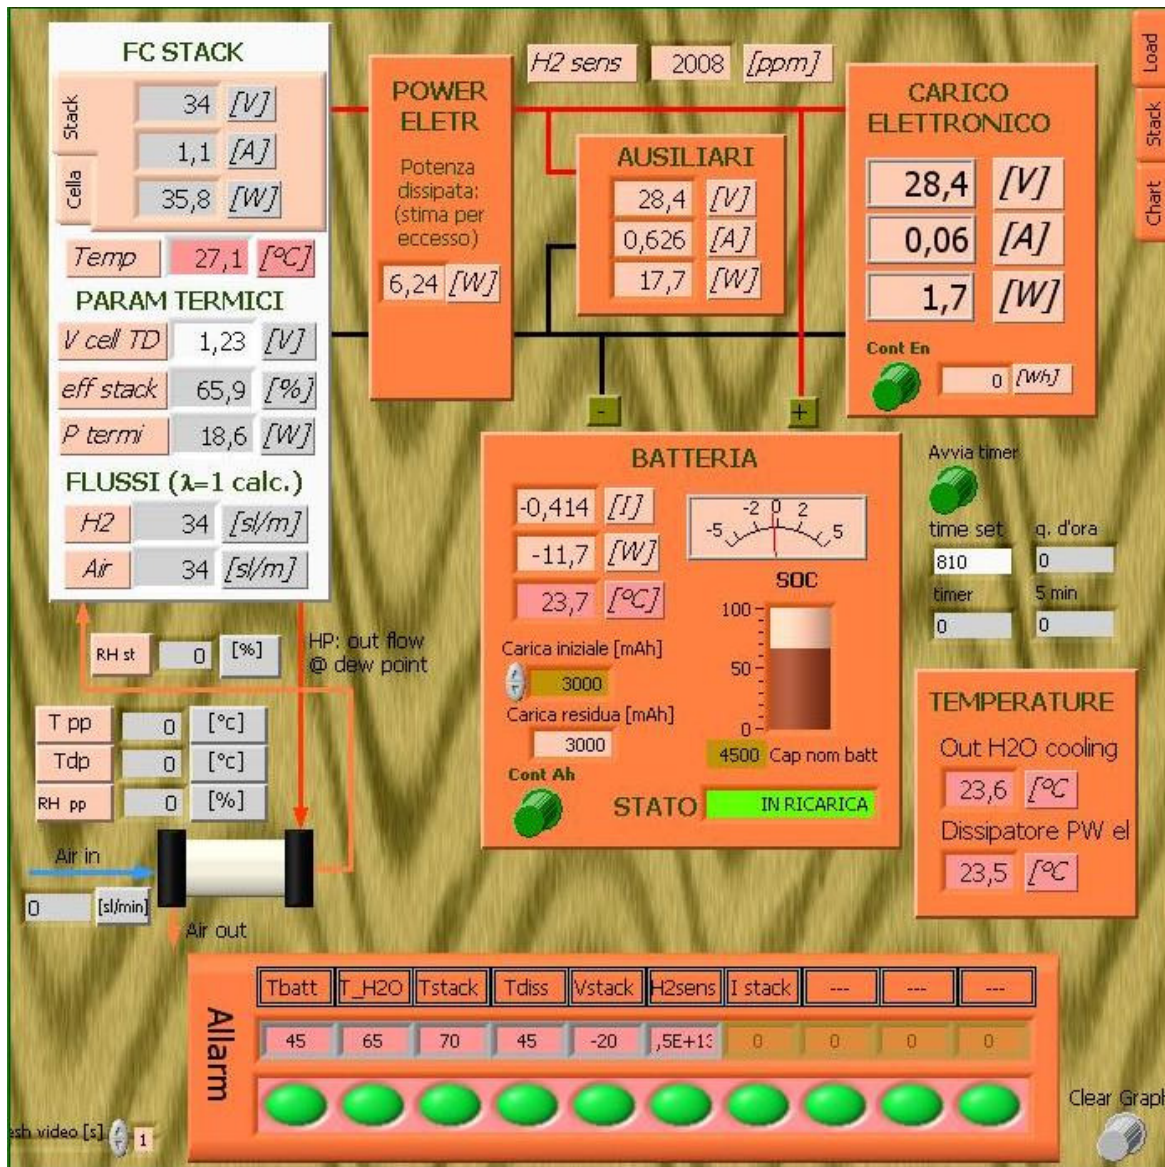 FC STACK
Stack
34 [V]
1,1 [A]
Cella
35,8 [W]
Temp 27,1 [ºC]
PARAM TERMICI
V cell TD 1,23 [V]
eff stack 65,9 [%]
P termi 18,6 [W]
FLUSSI (λ=1 calc.)
H2 34 [sl/m]
Air 34 [sl/m]
POWER
ELETR
Potenza
dissipata:
(stima per
eccesso)
6,24 [W]
H2 sens 2008 [ppm]
AUSILIARI
28,4 [V]
0,626 [A]
17,7 [W]
CARICO
ELETTRONICO
28,4 [V]
0,06 [A]
1,7 [W]
Cont En
0 [Wh]
Load
Stack
Chart
- +
BATTERIA
-0,414 [I]
-11,7 [W]
23,7 [ºC]
-5 -2 0 2 5
SOC
100
50
0
Carica iniziale [mAh]
3000
Carica residua [mAh]
3000
4500 Cap nom batt
Cont Ah
STATO IN RICARICA
Avvia timer
time set q. d'ora
810 0
timer 5 min
0 0
TEMPERATURE
Out H2O cooling
23,6 [ºC
Dissipatore PW el
23,5 [ºC
RH st 0 [%]
HP: out flow
@ dew point
T pp 0 [°c]
Tdp 0 [°c]
RH pp 0 [%]
Air in
0 [sl/min]
Air out
Allarm
Tbatt T_H2O Tstack Tdiss Vstack H2sens I stack --- --- ---
45 65 70 45 -20 ,5E+13 0 0 0 0
esh video [s] 1
Clear Graph